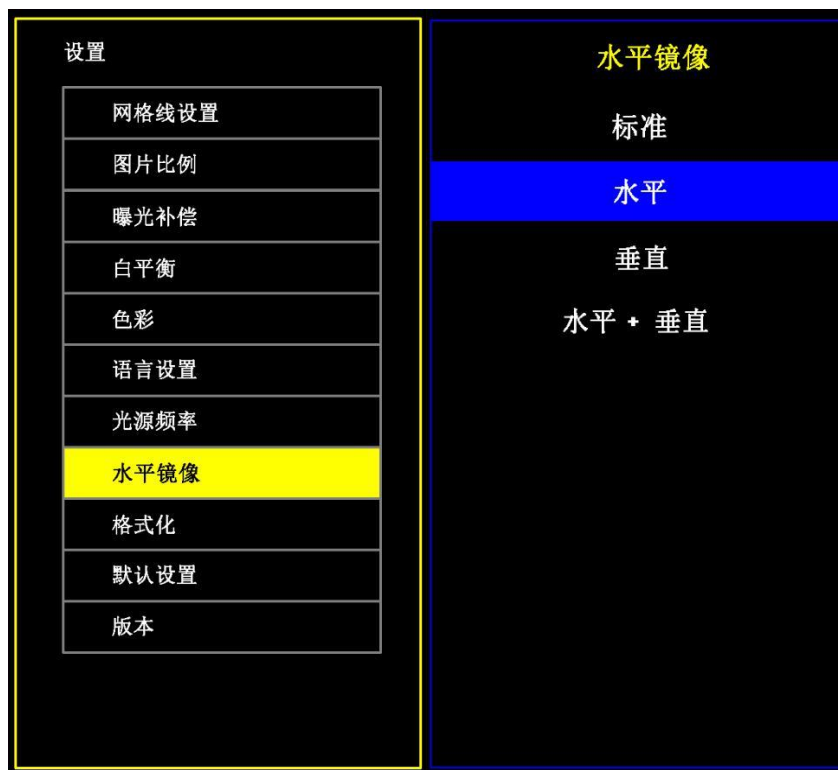 设置
网格线设置
图片比例
曝光补偿
白平衡
色彩
语言设置
光源频率
水平镜像
格式化
默认设置
版本
水平镜像
标准
水平
垂直
水平 + 垂直